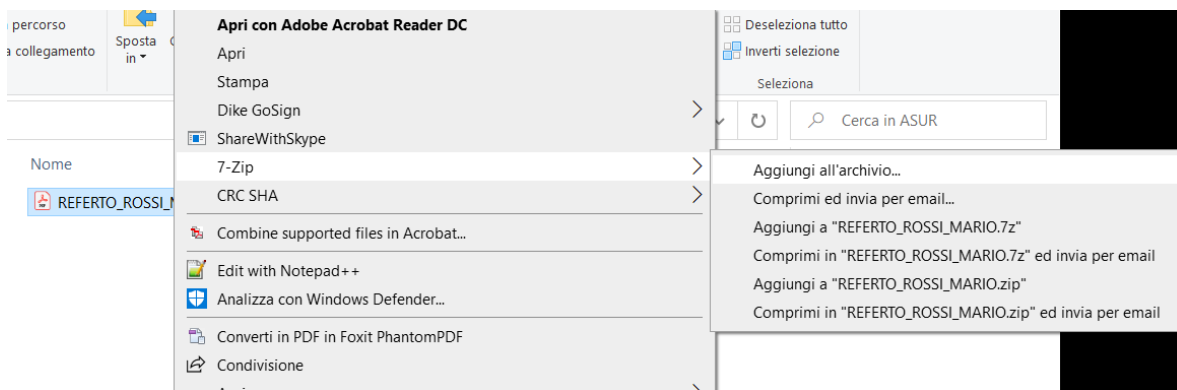 percorso
a collegamento
Sposta
in
Apri con Adobe Acrobat Reader DC
Apri
Stampa
Dike GoSign
ShareWithSkype
7-Zip
CRC SHA
Combine supported files in Acrobat...
Edit with Notepad++
Analizza con Windows Defender...
Converti in PDF in Foxit PhantomPDF
Condivisione
Deseleziona tutto
Inverti selezione
Seleziona
Cerca in ASUR
Nome
REFERTO_ROSSI_
Aggiungi all'archivio...
Comprimi ed invia per email...
Aggiungi a "REFERTO_ROSSI_MARIO.7z"
Comprimi in "REFERTO_ROSSI_MARIO.7z" ed invia per email
Aggiungi a "REFERTO_ROSSI_MARIO.zip"
Comprimi in "REFERTO_ROSSI_MARIO.zip" ed invia per email